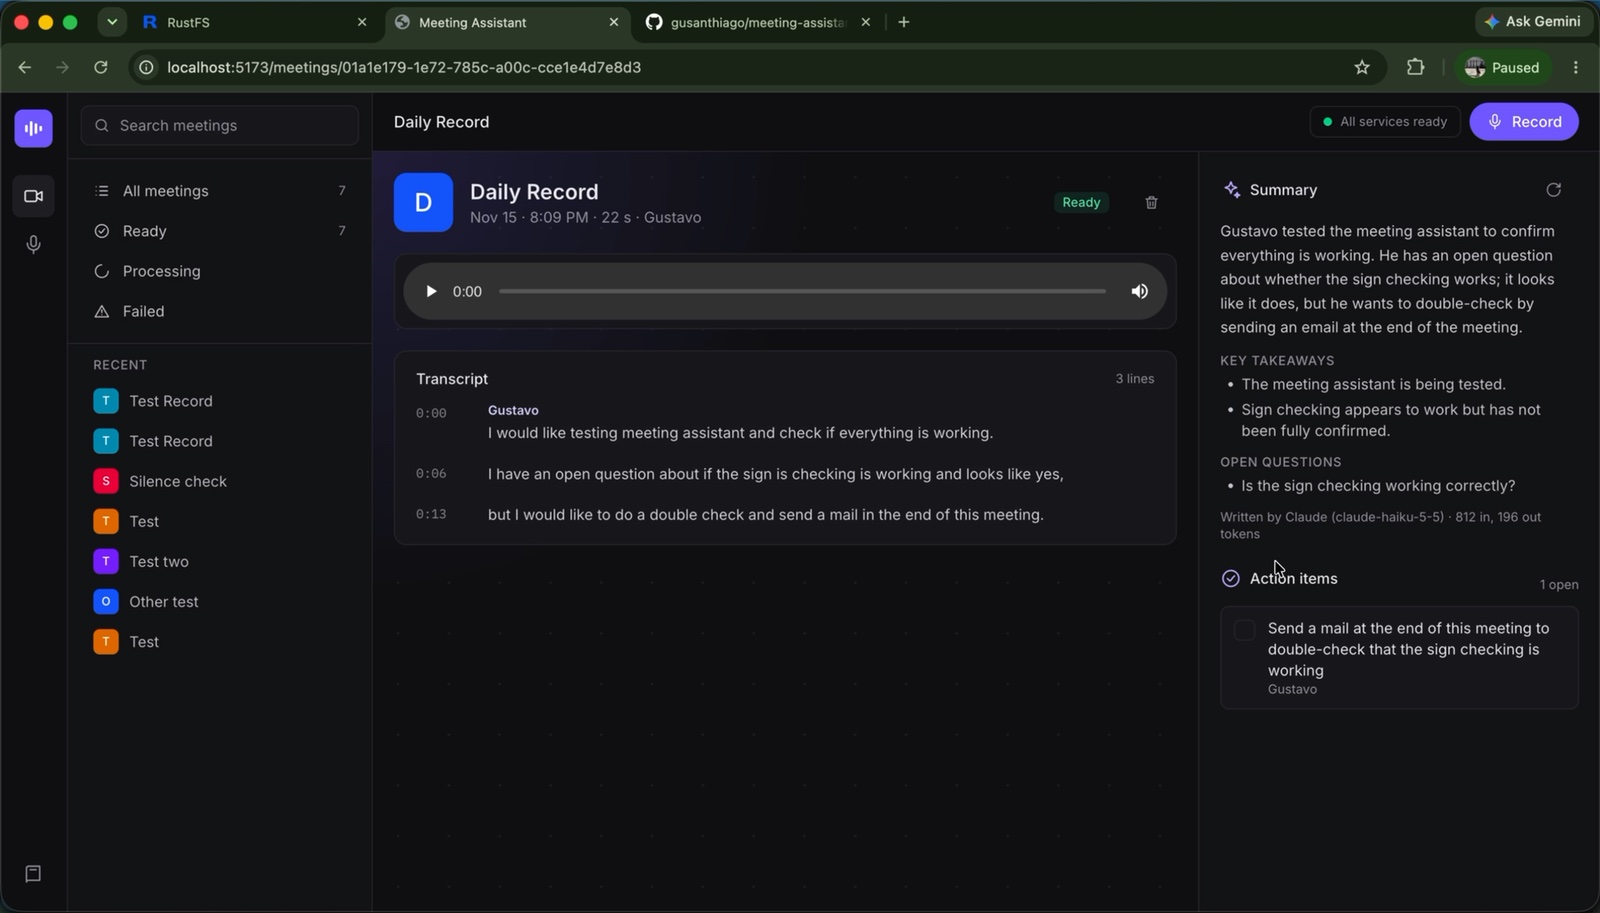 RustFS
Meeting Assistant
gusanthiago/meeting-assista
Ask Gemini
localhost:5173/meetings/01a1e179-1e72-785c-a00c-cce1e4d7e8d3
Paused
Search meetings
All meetings 7
Ready 7
Processing
Failed
RECENT
T Test Record
T Test Record
S Silence check
T Test
T Test two
O Other test
T Test
Daily Record
All services ready
Record
D
Daily Record
Nov 15 · 8:09 PM · 22 s · Gustavo
Ready
0:00
Transcript
3 lines
0:00 Gustavo
I would like testing meeting assistant and check if everything is working.
0:06 I have an open question about if the sign is checking is working and looks like yes,
0:13 but I would like to do a double check and send a mail in the end of this meeting.
Summary
Gustavo tested the meeting assistant to confirm
everything is working. He has an open question
about whether the sign checking works; it looks
like it does, but he wants to double-check by
sending an email at the end of the meeting.
KEY TAKEAWAYS
• The meeting assistant is being tested.
• Sign checking appears to work but has not
been fully confirmed.
OPEN QUESTIONS
• Is the sign checking working correctly?
Written by Claude (claude-haiku-5-5) · 812 in, 196 out
tokens
Action items
1 open
Send a mail at the end of this meeting to
double-check that the sign checking is
working
Gustavo